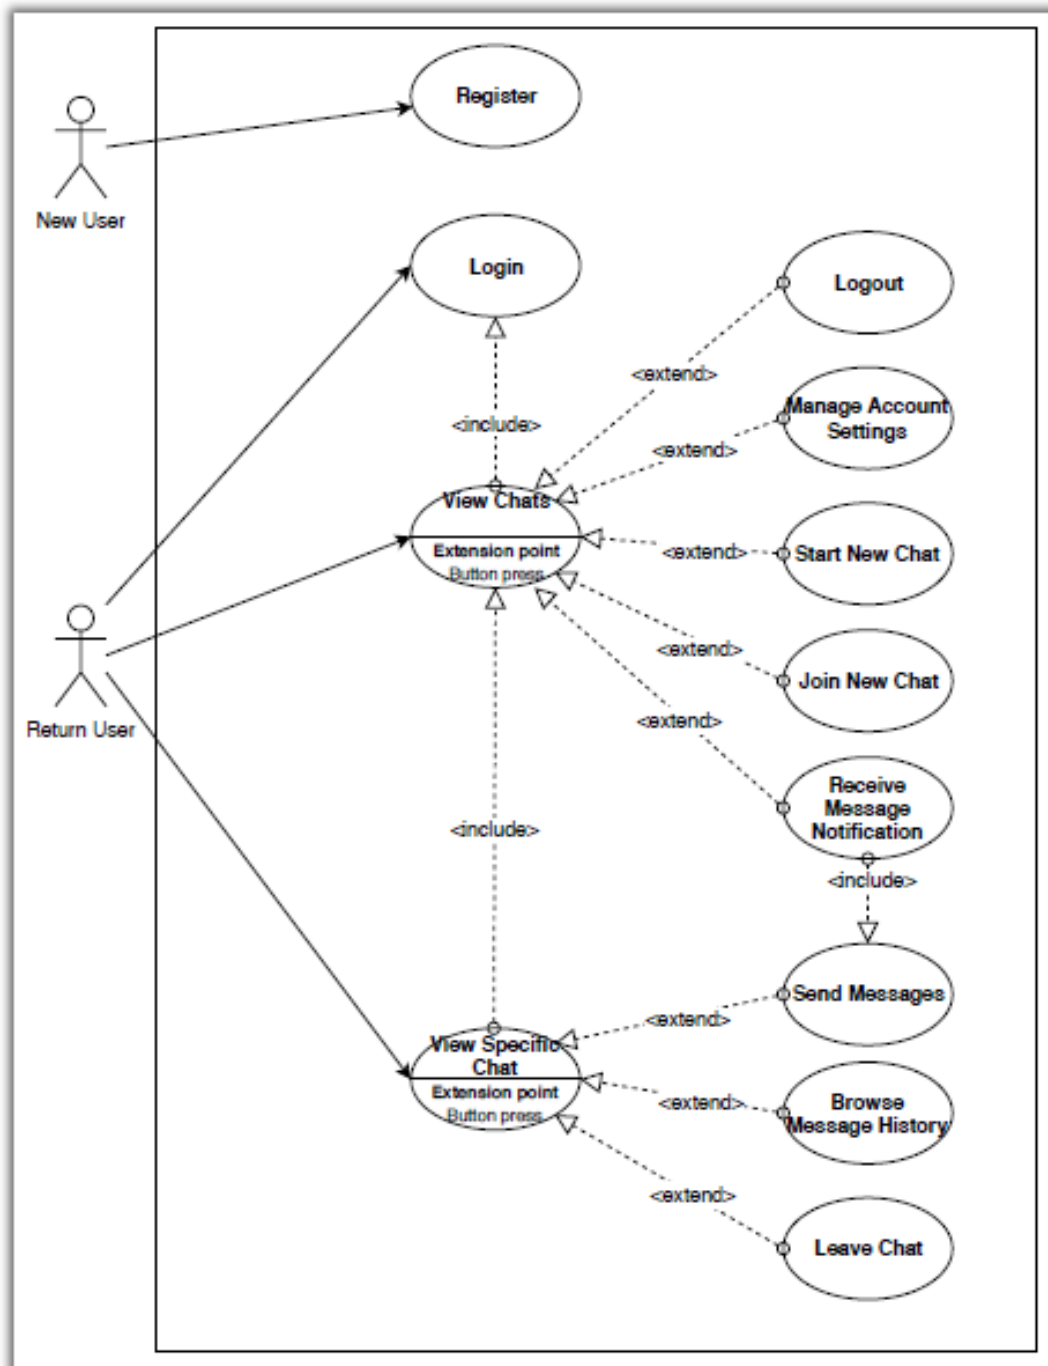 Register
New User
Login
Logout
<extend>
Manage Account
Settings
<include>
<extend>
View Chats
Extension point
Button press
<extend>
Start New Chat
Return User
<extend>
Join New Chat
<extend>
Receive
Message
Notification
<include>
<include>
Send Messages
<extend>
View Specific
Chat
Extension point
Button press
<extend>
Browse
Message History
<extend>
Leave Chat